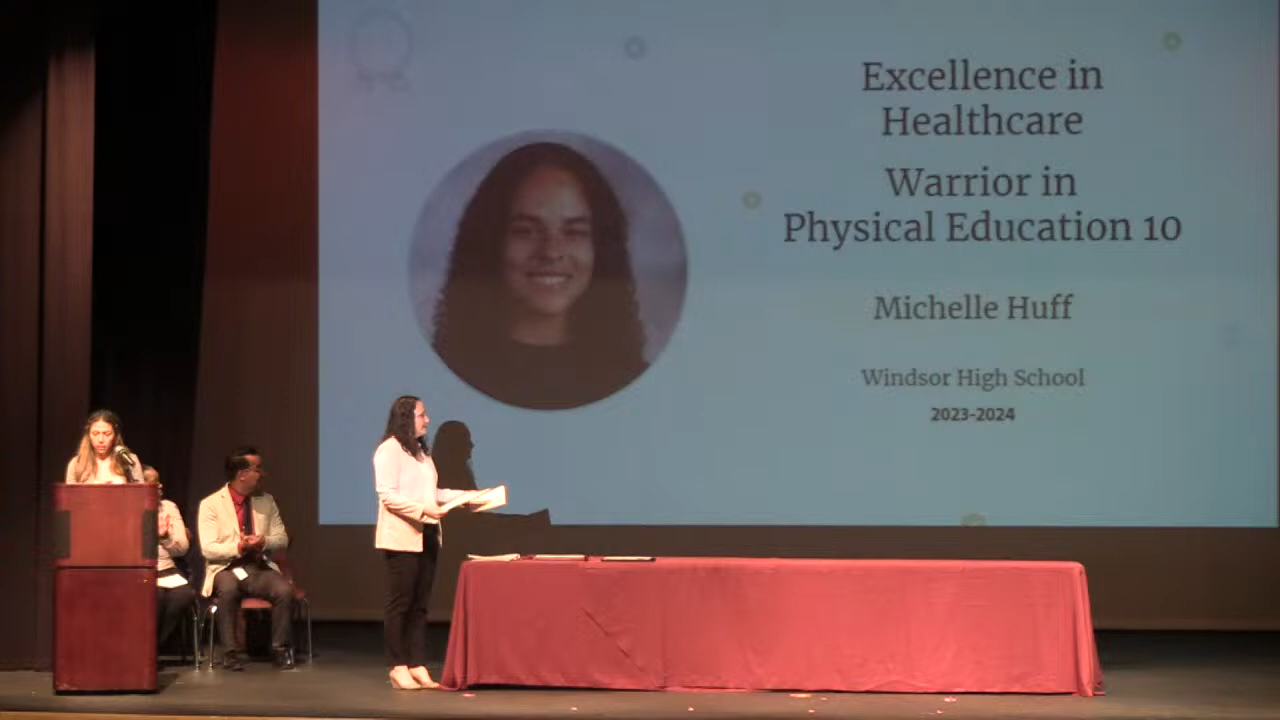 Excellence in
Healthcare
Warrior in
Physical Education 10
Michelle Huff
Windsor High School
2023-2024